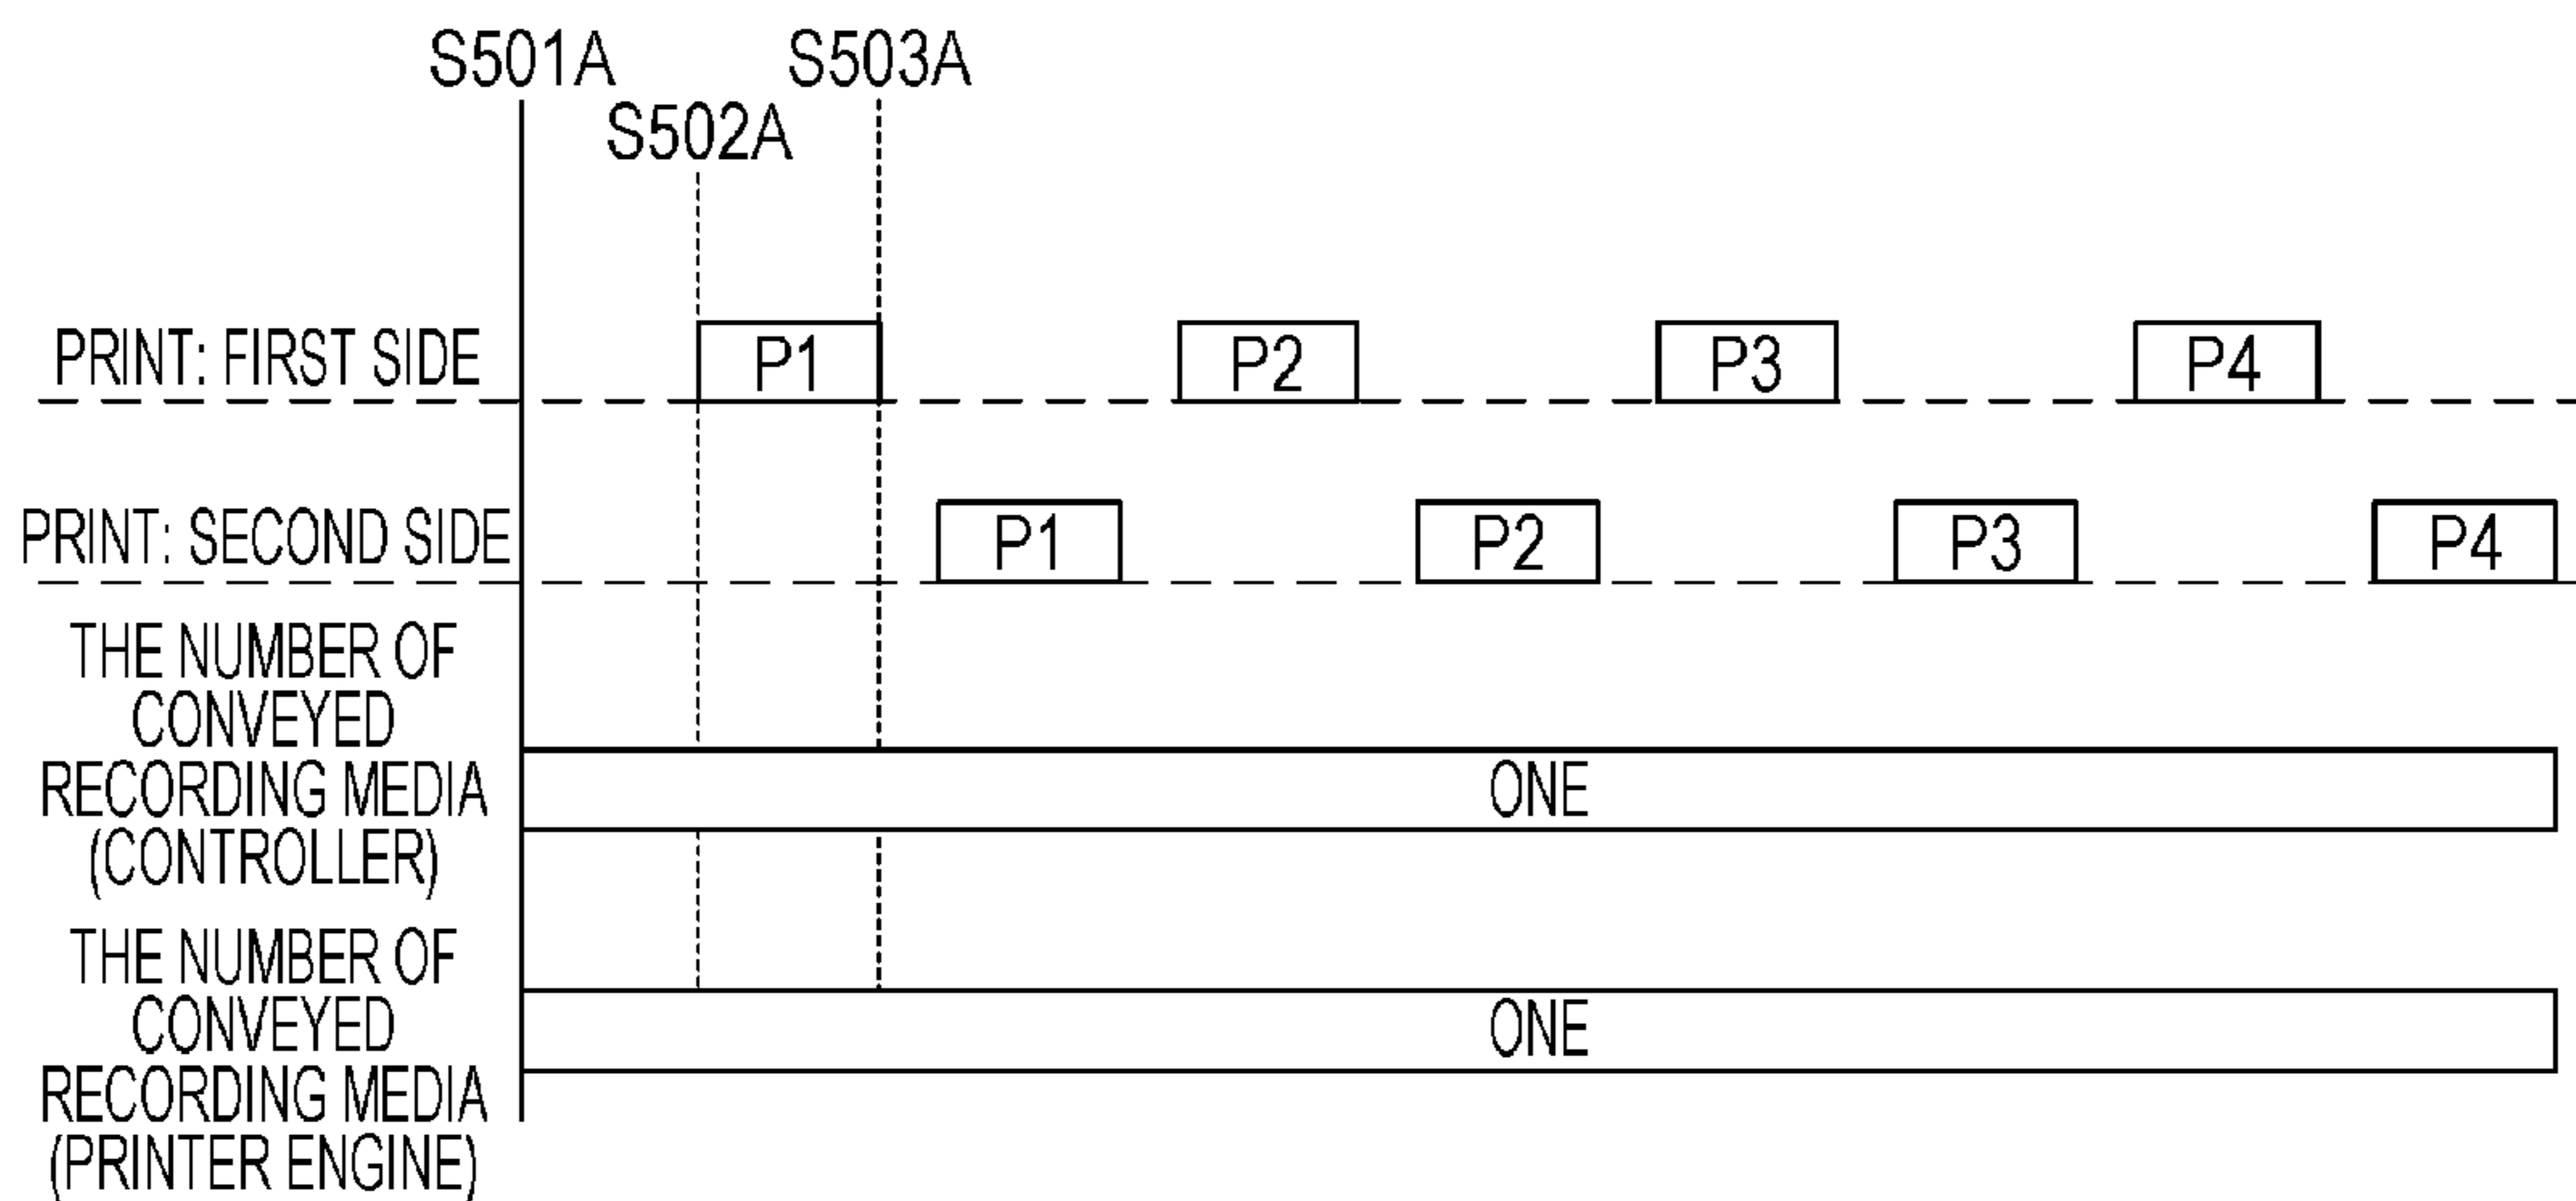 S501A
S503A
S502A
PRINT: FIRST SIDE
P1
P2
P3
P4
PRINT: SECOND SIDE
P1
P2
P3
P4
THE NUMBER OF
CONVEYED
RECORDING MEDIA
(CONTROLLER)
ONE
THE NUMBER OF
CONVEYED
RECORDING MEDIA
(PRINTER ENGINE)
ONE